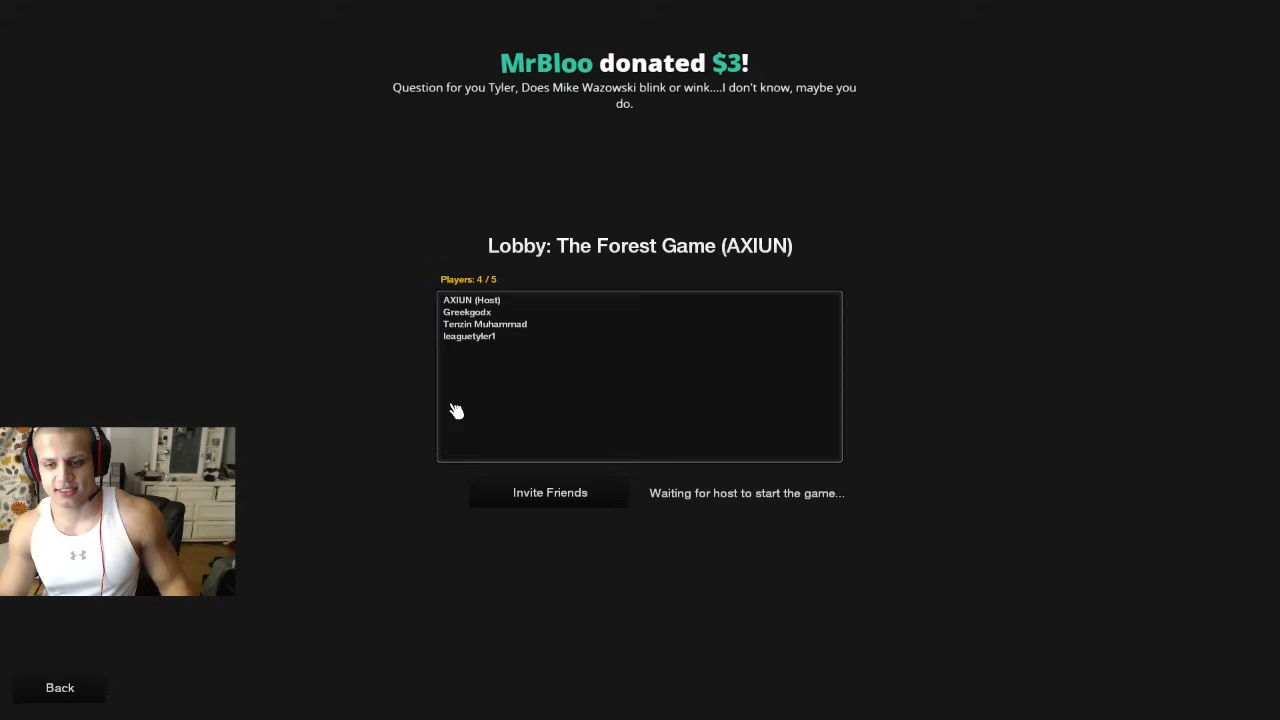 MrBloo donated $3!
Question for you Tyler, Does Mike Wazowski blink or wink....I don't know, maybe you
do.
Lobby: The Forest Game (AXIUN)
Players: 4 / 5
AXIUN (Host)
Greekgodx
Tenzin Muhammad
leaguetyler1
Invite Friends
Waiting for host to start the game...
Back